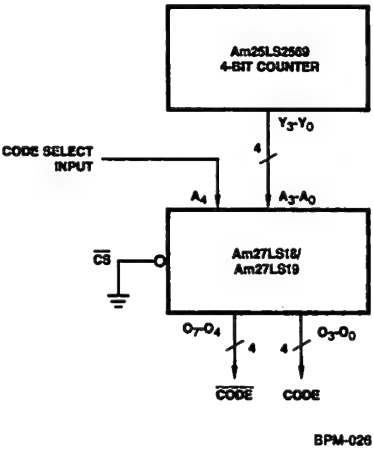 Am25LS2569
4-BIT COUNTER
Y3-Y0
4
CODE SELECT
INPUT
A4
A3-A0
CS
Am27LS18/
Am27LS19
O7-O4
O3-O0
4
4
CODE
CODE
BPM-026